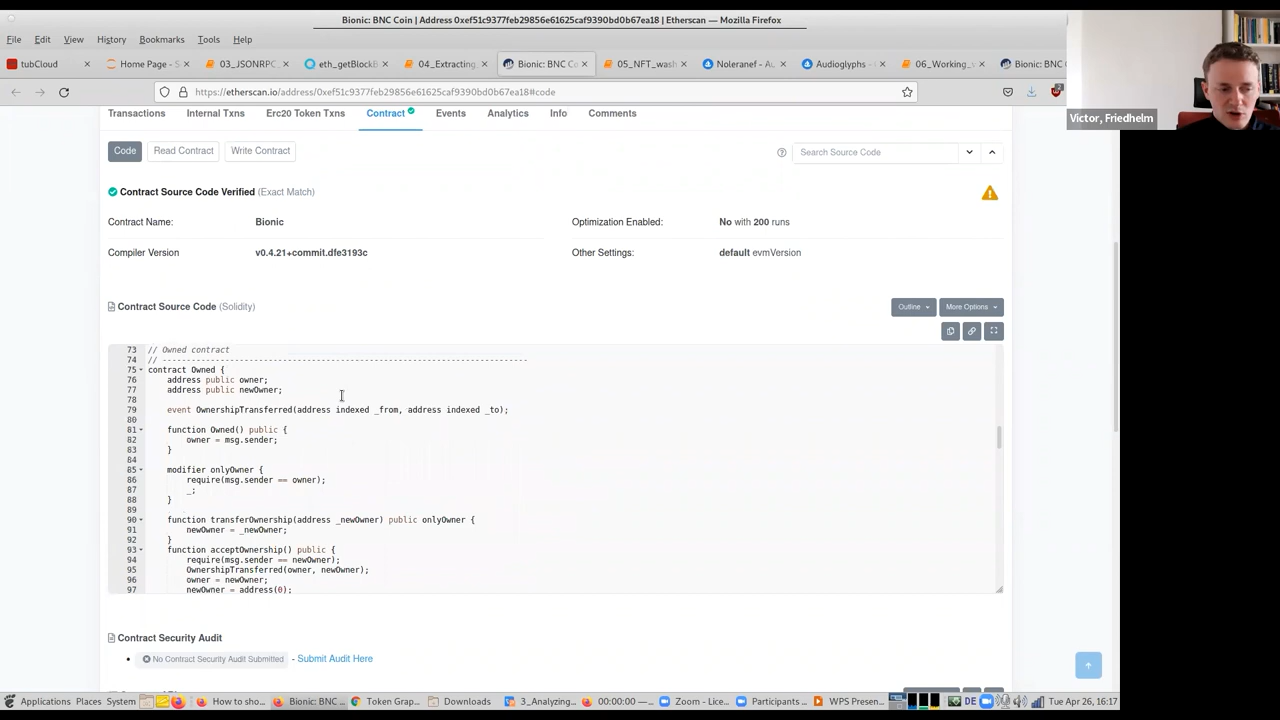 Bionic: BNC Coin | Address 0xef51c9377feb29856e61625caf9390bd0b67ea18 | Etherscan — Mozilla Firefox
File Edit View History Bookmarks Tools Help
tubCloud
Home Page - S
03_JSONRPC
eth_getBlockB
04_Extracting
Bionic: BNC Co
05_NFT_wash
Noleranef - Au
Audioglyphs -
06_Working_
Bionic: BNC
https://etherscan.io/address/0xef51c9377feb29856e61625caf9390bd0b67ea18#code
Victor, Friedhelm
Transactions Internal Txns Erc20 Token Txns Contract Events Analytics Info Comments
Code Read Contract Write Contract
Search Source Code
Contract Source Code Verified (Exact Match)
Contract Name: Bionic Optimization Enabled: No with 200 runs
Compiler Version v0.4.21+commit.dfe3193c Other Settings: default evmVersion
Contract Source Code (Solidity)
Outline More Options
73 // Owned contract
74 // ----------------------------------------------------------------------------
75 contract Owned {
76 address public owner;
77 address public newOwner;
78
79 event OwnershipTransferred(address indexed _from, address indexed _to);
80
81 function Owned() public {
82 owner = msg.sender;
83 }
84
85 modifier onlyOwner {
86 require(msg.sender == owner);
87 _;
88 }
89
90 function transferOwnership(address _newOwner) public onlyOwner {
91 newOwner = _newOwner;
92 }
93 function acceptOwnership() public {
94 require(msg.sender == newOwner);
95 OwnershipTransferred(owner, newOwner);
96 owner = newOwner;
97 newOwner = address(0);
Contract Security Audit
No Contract Security Audit Submitted - Submit Audit Here
Applications Places System How to sho... Bionic: BNC ... Token Grap... Downloads 3_Analyzing... 00:00:00 —... Zoom - Lice... Participants ... WPS Presen... DE Tue Apr 26, 16:17